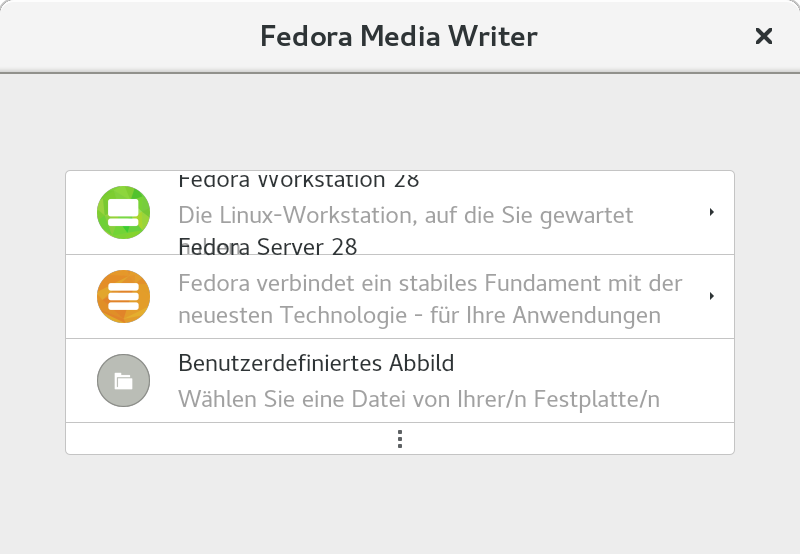 Fedora Media Writer
Fedora Workstation 28
Die Linux-Workstation, auf die Sie gewartet
Fedora Server 28
Fedora verbindet ein stabiles Fundament mit der
neuesten Technologie - für Ihre Anwendungen
Benutzerdefiniertes Abbild
Wählen Sie eine Datei von Ihrer/n Festplatte/n